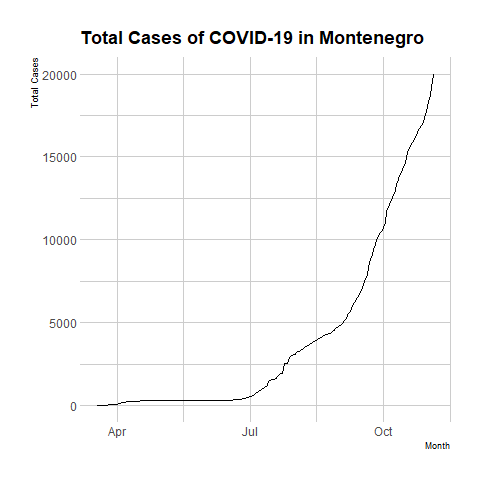 Total Cases of COVID-19 in Montenegro
Total Cases
20000
15000
10000
5000
0
Apr Jul Oct
Month